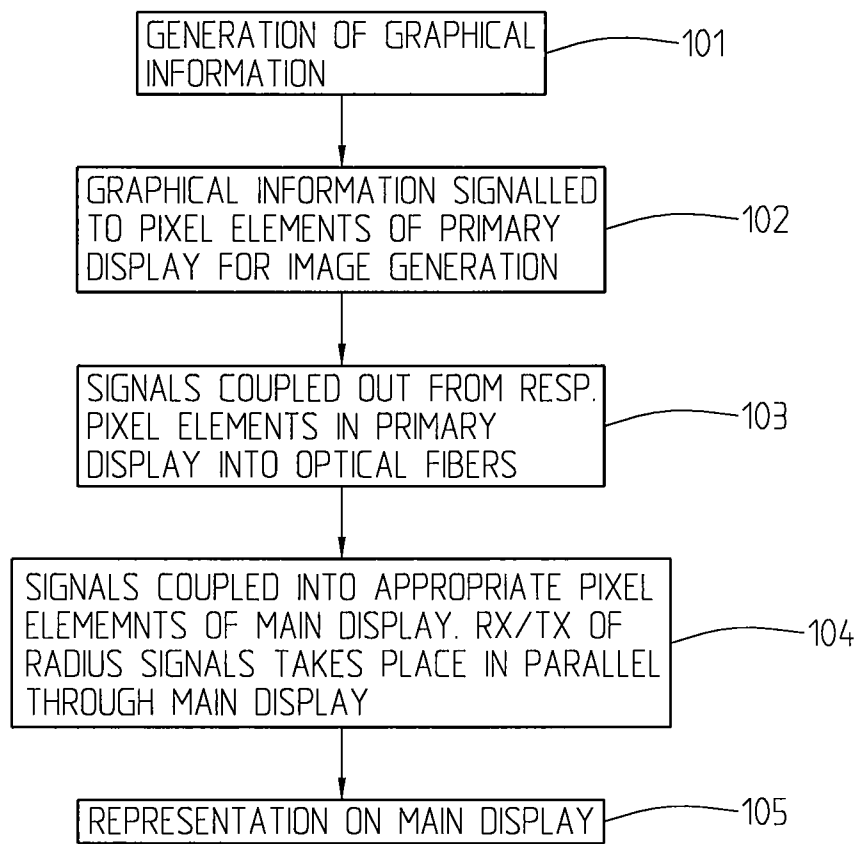 GENERATION OF GRAPHICAL
INFORMATION
101
GRAPHICAL INFORMATION SIGNALLED
TO PIXEL ELEMENTS OF PRIMARY
DISPLAY FOR IMAGE GENERATION
102
SIGNALS COUPLED OUT FROM RESP.
PIXEL ELEMENTS IN PRIMARY
DISPLAY INTO OPTICAL FIBERS
103
SIGNALS COUPLED INTO APPROPRIATE PIXEL
ELEMEMNTS OF MAIN DISPLAY. RX/TX OF
RADIUS SIGNALS TAKES PLACE IN PARALLEL
THROUGH MAIN DISPLAY
104
REPRESENTATION ON MAIN DISPLAY
105